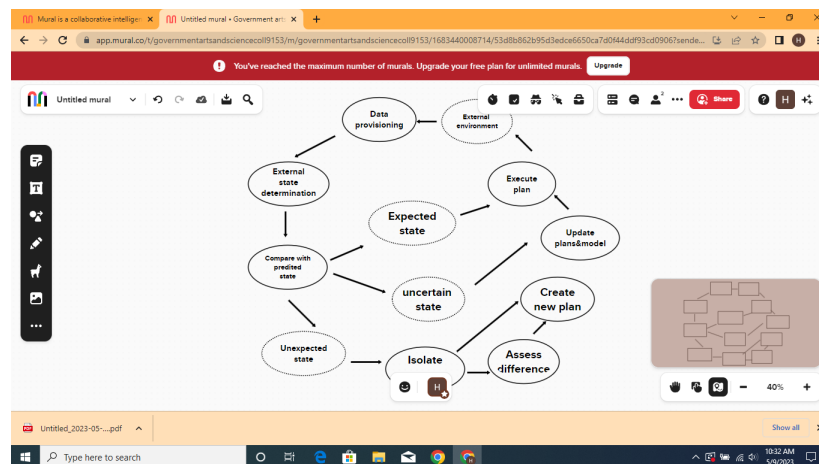 Mural is a collaborative intellige
Untitled mural • Government art
app.mural.co/t/governmentartsandsciencecoll9153/m/governmentartsandsciencecoll9153/1683440008714/53d8b862b95d3edce6650ca7d0f44ddf93cd0906?sende...
H
You've reached the maximum number of murals. Upgrade your free plan for unlimited murals.
Upgrade
Untitled mural
2
Share
H
Data
provisioning
External
environment
External
state
determination
Execute
plan
Expected
state
Update
plans&model
Compare with
predited
state
uncertain
state
Create
new plan
Unexpected
state
Isolate
Assess
difference
H
40%
Untitled_2023-05-....pdf
Show all
Type here to search
10:32 AM
5/9/2023